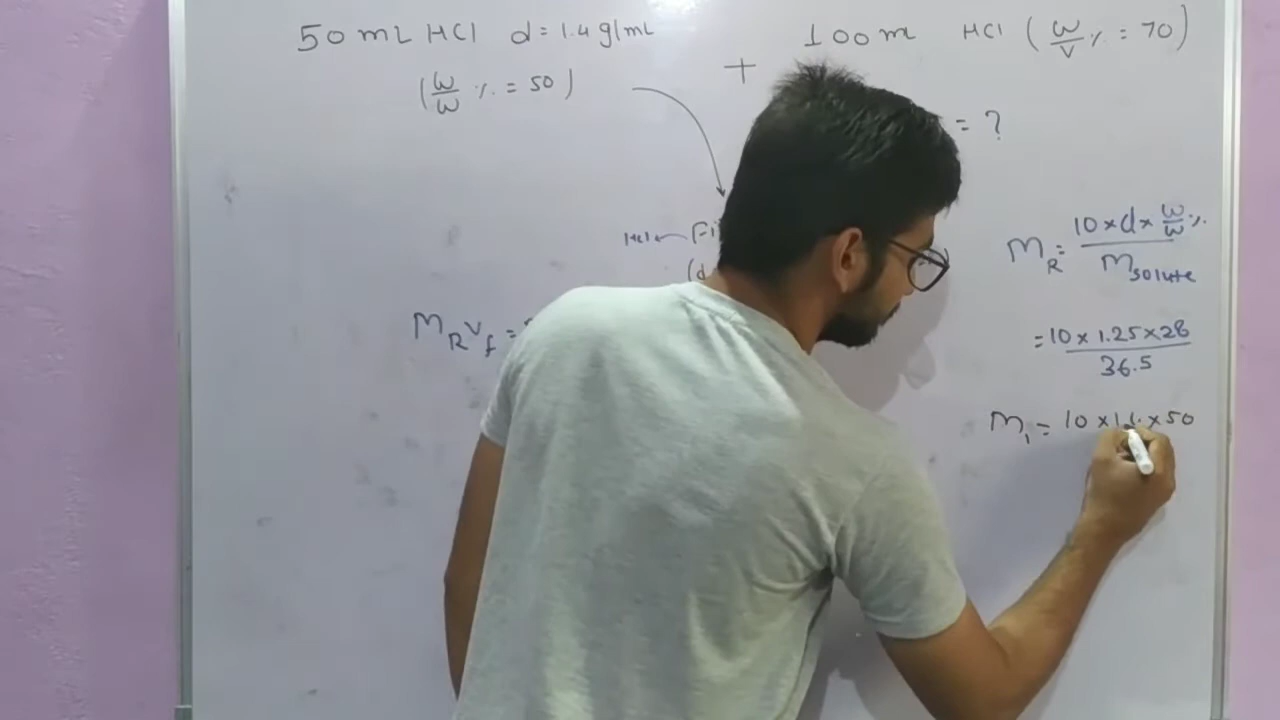 50 mL HCl d = 1.4 g/mL
(w/w % = 50)
+
100 m HCl (w/v % = 70)
= ?
HCl ← Fi
(d
M_R V_f =
M_R = 10 × d × w/w % / M_solute
= 10 × 1.25 × 28 / 36.5
M_1 = 10 × 1.4 × 50